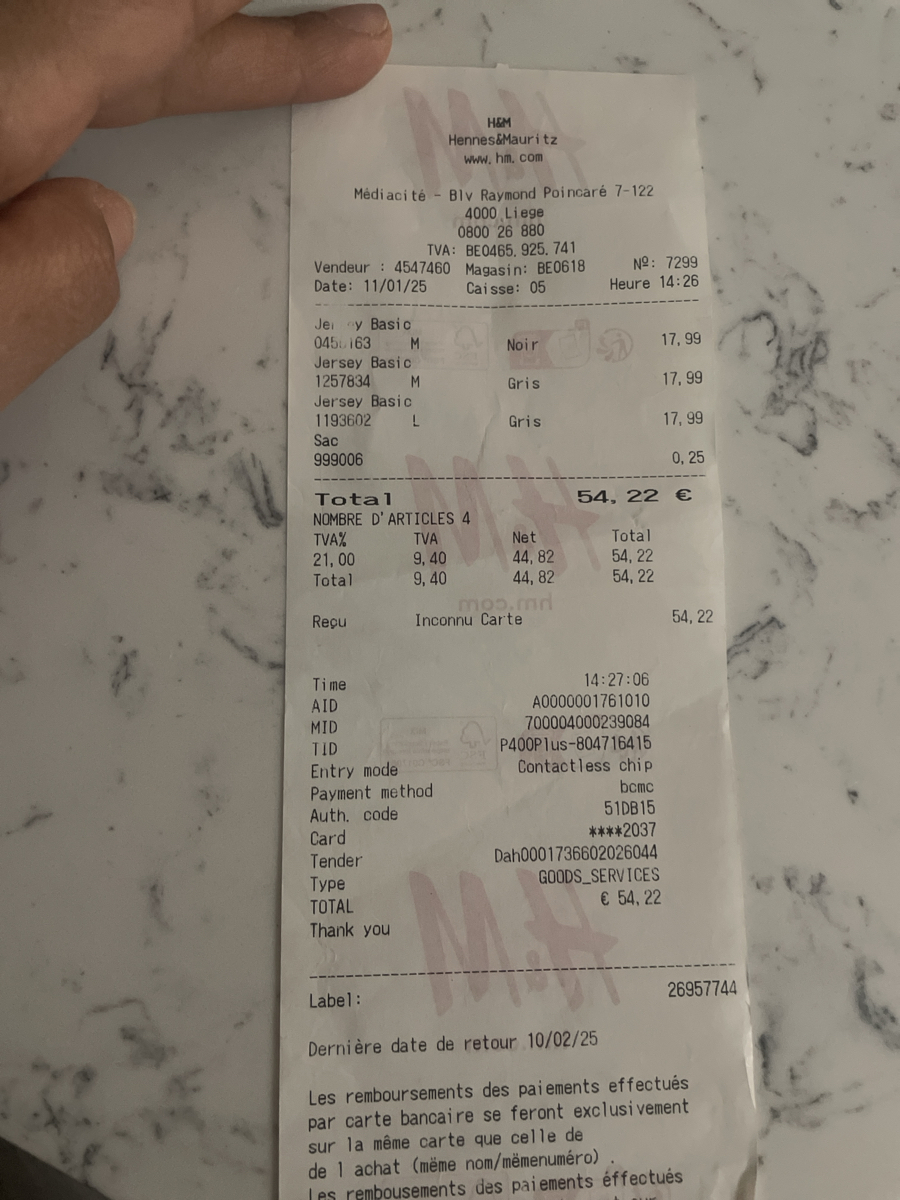 H&M
Hennes&Mauritz
www.hm.com
Médiacité - Blv Raymond Poincaré 7-122
4000 Liege
0800 26 880
TVA: BE0465.925.741
Vendeur : 4547460 Magasin: BE0618 Nº: 7299
Date: 11/01/25 Caisse: 05 Heure 14:26
Basic
M Noir 17,99
Jersey Basic
1257834 M Gris 17,99
Jersey Basic
1193602 L Gris 17,99
Sac
999006 0,25
Total 54,22 €
NOMBRE D'ARTICLES 4
TVA% TVA Net Total
21,00 9,40 44,82 54,22
Total 9,40 44,82 54,22
hm.com
Reçu Inconnu Carte 54,22
Time 14:27:06
AID A0000001761010
MID 700004000239084
TID P400Plus-804716415
Entry mode Contactless chip
Payment method bcmc
Auth. code 51DB15
Card ****2037
Tender Dah0001736602026044
Type GOODS_SERVICES
TOTAL € 54,22
Thank you
Label: 26957744
Dernière date de retour 10/02/25
Les remboursements des paiements effectués
par carte bancaire se feront exclusivement
sur la même carte que celle de
de l achat (mëme nom/mëmenuméro) .
Les rembousements des paiements éffectués